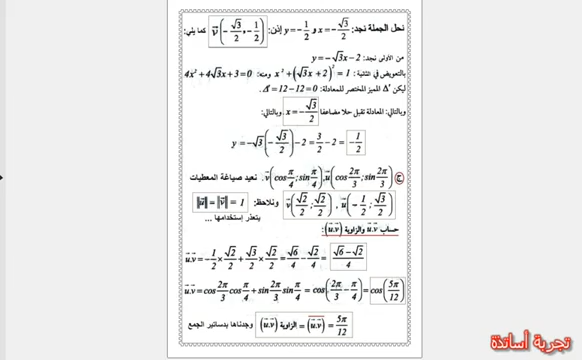 نحل الجملة نجد: x = -√3/2 و y = -1/2 إذن: v⃗(-√3/2, -1/2) كما يلي:
من الأولى نجد: y = -√3x - 2
بالتعويض في الثانية: x² + (√3x + 2)² = 1 ومنه: 4x² + 4√3x + 3 = 0
ليكن Δ' المميز المختصر للمعادلة: Δ' = 12 - 12 = 0.
وبالتالي: المعادلة تقبل حلا مضاعفا x = -√3/2 وبالتالي:
y = -√3(-√3/2) - 2 = 3/2 - 2 = -1/2
ج) u⃗(cos 2π/3 ; sin 2π/3), v⃗(cos π/4 ; sin π/4). نعيد صياغة المعطيات
u⃗(-1/2 ; √3/2), v⃗(√2/2 ; √2/2) ونلاحظ: ‖u⃗‖ = ‖v⃗‖ = 1
يتعذر إستخدامها ...
حساب u⃗.v⃗ والزاوية (u⃗.v⃗):
u⃗.v⃗ = -1/2 × √2/2 + √3/2 × √2/2 = √6/4 - √2/4 = (√6 - √2)/4
u⃗.v⃗ = cos 2π/3 cos π/4 + sin 2π/3 sin π/4 = cos(2π/3 - π/4) = cos(5π/12)
(u⃗.v⃗) الزاوية = (u⃗.v⃗) = 5π/12 وجدناها بدساتير الجمع
تجربة أساتذة